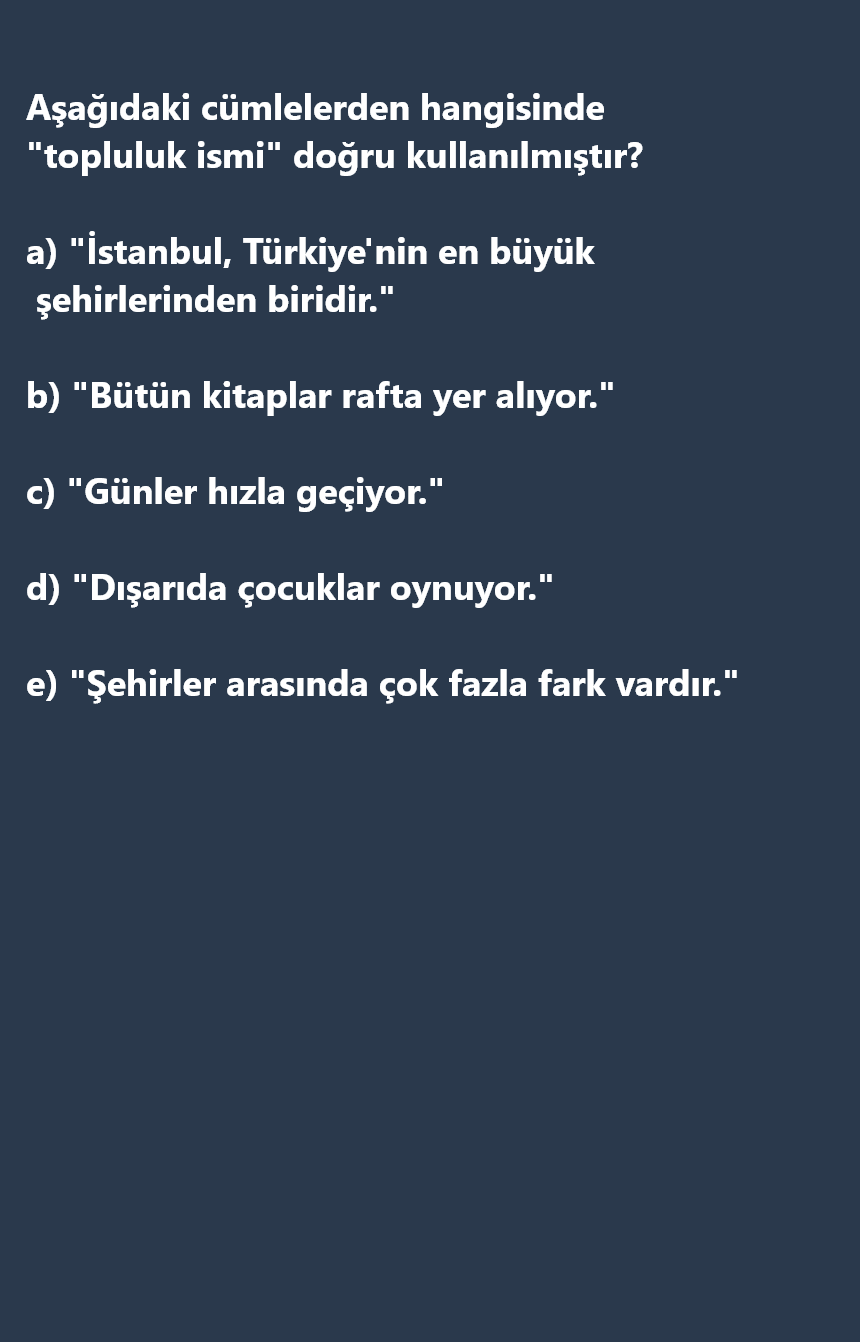 Aşağıdaki cümlelerden hangisinde
"topluluk ismi" doğru kullanılmıştır?
a) "İstanbul, Türkiye'nin en büyük
şehirlerinden biridir."
b) "Bütün kitaplar rafta yer alıyor."
c) "Günler hızla geçiyor."
d) "Dışarıda çocuklar oynuyor."
e) "Şehirler arasında çok fazla fark vardır."